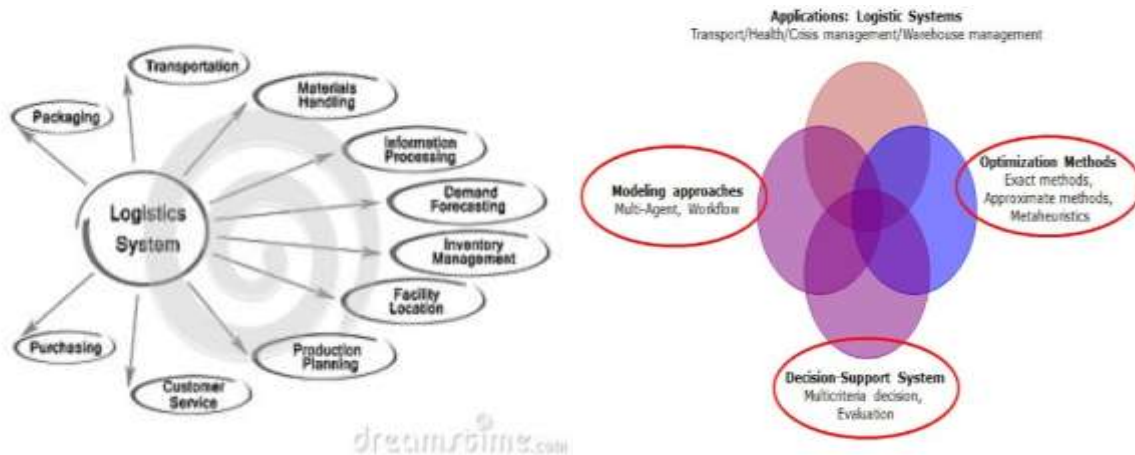 Transportation
Materials
Handling
Packaging
Information
Processing
Demand
Forecasting
Logistics
System
Inventory
Management
Facility
Location
Purchasing
Production
Planning
Customer
Service
dreamstime.com
Applications: Logistic Systems
Transport/Health/Crisis management/Warehouse management
Modeling approaches
Multi-Agent, Workflow
Optimization Methods
Exact methods,
Approximate methods,
Metaheuristics
Decision-Support System
Multicriteria decision,
Evaluation